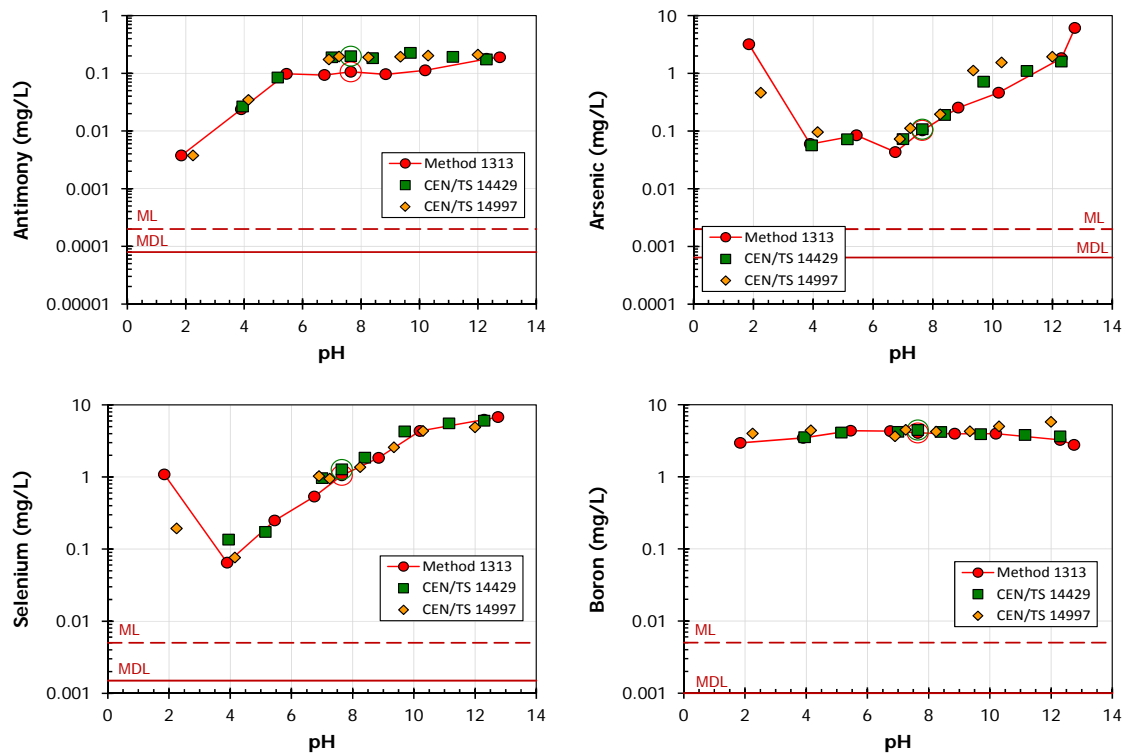 1
0.1
0.01
0.001
0.0001
0.00001
Antimony (mg/L)
ML
MDL
Method 1313
CEN/TS 14429
CEN/TS 14997
0 2 4 6 8 10 12 14
pH
10
1
0.1
0.01
0.001
0.0001
Arsenic (mg/L)
ML
MDL
Method 1313
CEN/TS 14429
CEN/TS 14997
0 2 4 6 8 10 12 14
pH
10
1
0.1
0.01
0.001
Selenium (mg/L)
Method 1313
CEN/TS 14429
CEN/TS 14997
ML
MDL
0 2 4 6 8 10 12 14
pH
10
1
0.1
0.01
0.001
Boron (mg/L)
Method 1313
CEN/TS 14429
CEN/TS 14997
ML
MDL
0 2 4 6 8 10 12 14
pH